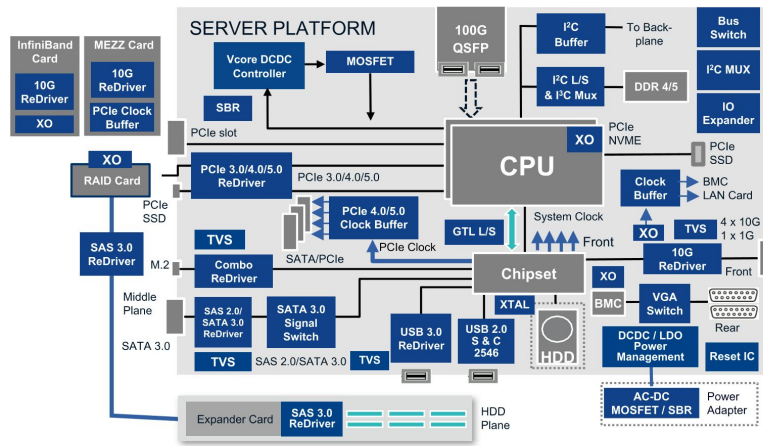 SERVER PLATFORM
InfiniBand
Card
10G
ReDriver
XO
MEZZ Card
10G
ReDriver
PCIe Clock
Buffer
Vcore DCDC
Controller
MOSFET
SBR
100G
QSFP
I²C
Buffer
To Back-
plane
I²C L/S
& I³C Mux
DDR 4/5
Bus
Switch
I²C MUX
IO
Expander
PCIe slot
XO
RAID Card
PCIe
SSD
PCIe 3.0/4.0/5.0
ReDriver
PCIe 3.0/4.0/5.0
CPU
XO
PCIe
NVME
PCIe
SSD
Clock
Buffer
BMC
LAN Card
XO
TVS
4 x 10G
1 x 1G
SAS 3.0
ReDriver
TVS
SATA/PCIe
PCIe 4.0/5.0
Clock Buffer
PCIe Clock
GTL L/S
System Clock
Front
10G
ReDriver
Front
M.2
Combo
ReDriver
Chipset
XO
XTAL
BMC
VGA
Switch
Rear
Middle
Plane
SATA 3.0
SAS 2.0/
SATA 3.0
ReDriver
SATA 3.0
Signal
Switch
USB 3.0
ReDriver
USB 2.0
S & C
2546
HDD
DCDC / LDO
Power
Management
Reset IC
TVS
SAS 2.0/SATA 3.0
TVS
AC-DC
MOSFET / SBR
Power
Adapter
Expander Card
SAS 3.0
ReDriver
HDD
Plane